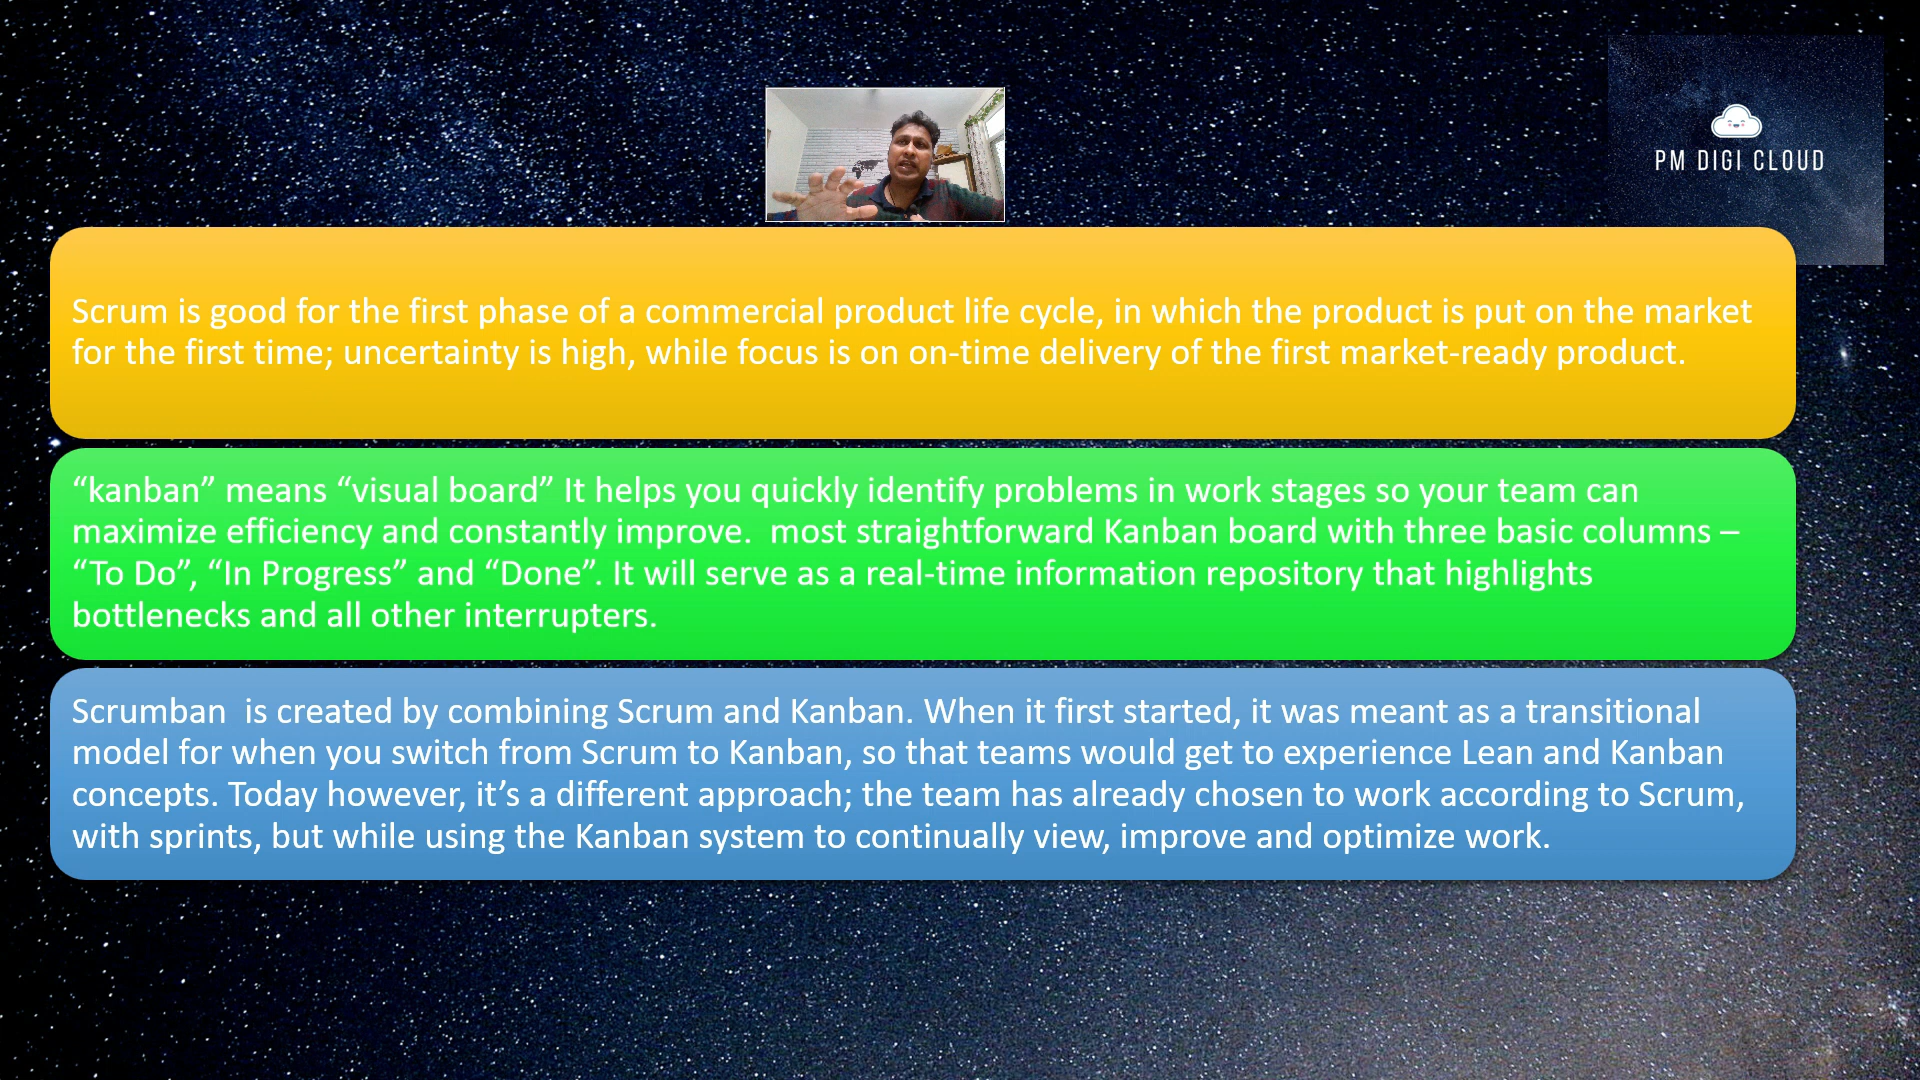 PM DIGI CLOUD
Scrum is good for the first phase of a commercial product life cycle, in which the product is put on the market
for the first time; uncertainty is high, while focus is on on-time delivery of the first market-ready product.
“kanban” means “visual board” It helps you quickly identify problems in work stages so your team can
maximize efficiency and constantly improve.  most straightforward Kanban board with three basic columns –
“To Do”, “In Progress” and “Done”. It will serve as a real-time information repository that highlights
bottlenecks and all other interrupters.
Scrumban  is created by combining Scrum and Kanban. When it first started, it was meant as a transitional
model for when you switch from Scrum to Kanban, so that teams would get to experience Lean and Kanban
concepts. Today however, it’s a different approach; the team has already chosen to work according to Scrum,
with sprints, but while using the Kanban system to continually view, improve and optimize work.